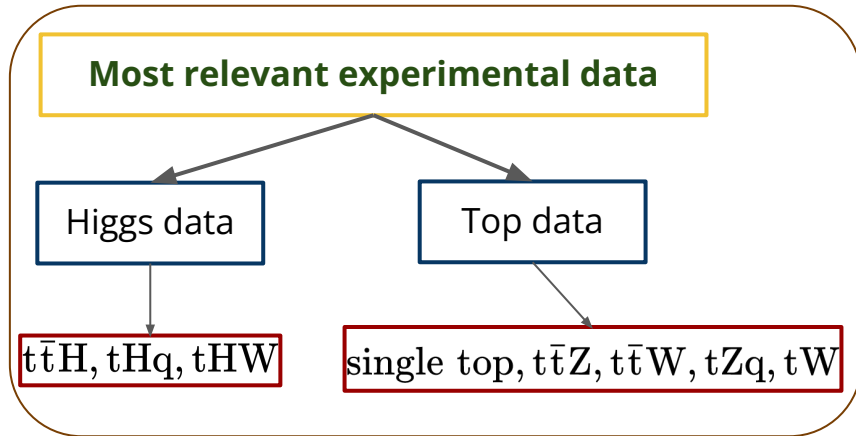 Most relevant experimental data
Higgs data
Top data
tt̄H, tHq, tHW
single top, tt̄Z, tt̄W, tZq, tW